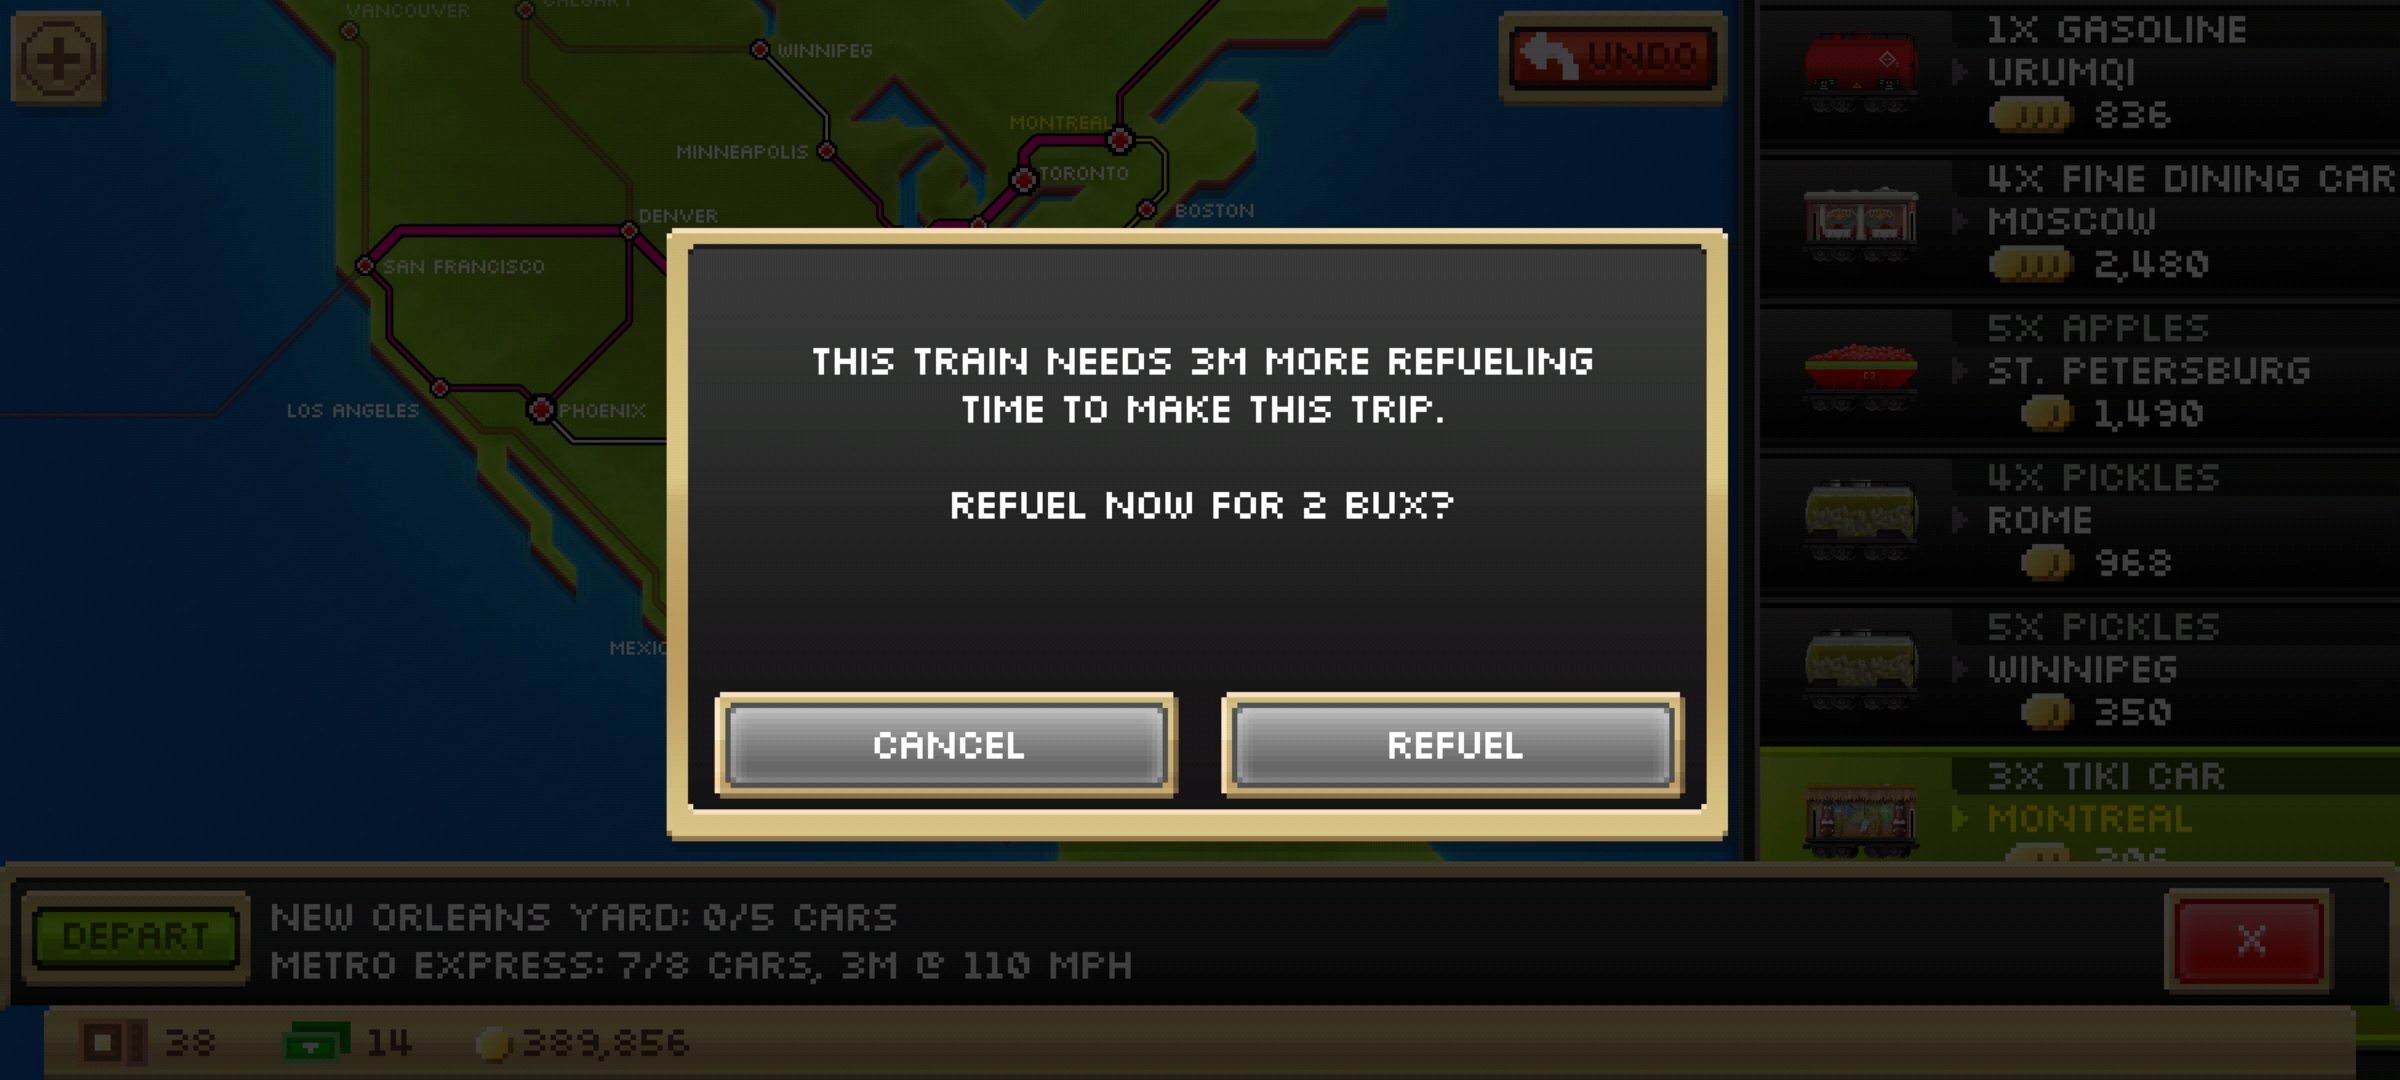 VANCOUVER
CALGARY
WINNIPEG
MINNEAPOLIS
MONTREAL
TORONTO
DENVER
BOSTON
SAN FRANCISCO
LOS ANGELES
PHOENIX
MEXIC
UNDO
THIS TRAIN NEEDS 3M MORE REFUELING
TIME TO MAKE THIS TRIP.
REFUEL NOW FOR 2 BUX?
CANCEL
REFUEL
1X GASOLINE
URUMQI
836
4X FINE DINING CAR
MOSCOW
2,480
5X APPLES
ST. PETERSBURG
1,490
4X PICKLES
ROME
968
5X PICKLES
WINNIPEG
350
3X TIKI CAR
MONTREAL
306
DEPART
NEW ORLEANS YARD: 0/5 CARS
METRO EXPRESS: 7/8 CARS, 3M @ 110 MPH
X
38
14
389,856